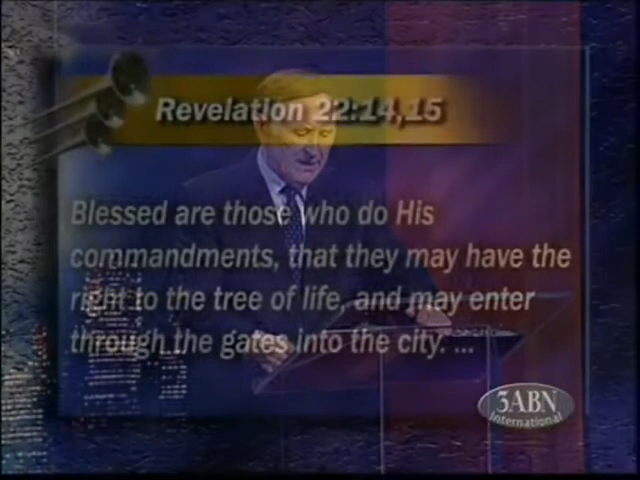 Revelation 22:14,15
Blessed are those who do His
commandments, that they may have the
right to the tree of life, and may enter
through the gates into the city. ...
3ABN
International